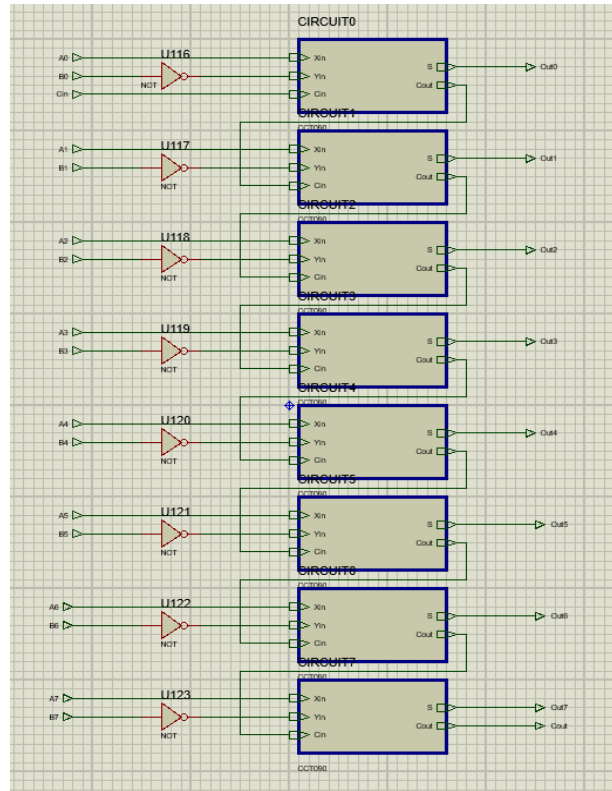 CIRCUIT0
A0 U116 Xin
B0 NOT Yin S Out0
Cin Cin Cout
CIRCUIT1
CCT090
A1 U117 Xin
B1 NOT Yin S Out1
Cin Cout
CIRCUIT2
CCT090
A2 U118 Xin
B2 NOT Yin S Out2
Cin Cout
CIRCUIT3
CCT090
A3 U119 Xin
B3 NOT Yin S Out3
Cin Cout
CIRCUIT4
CCT090
A4 U120 Xin
B4 NOT Yin S Out4
Cin Cout
CIRCUIT5
CCT090
A5 U121 Xin
B5 NOT Yin S Out5
Cin Cout
CIRCUIT6
CCT090
A6 U122 Xin
B6 NOT Yin S Out6
Cin Cout
CIRCUIT7
CCT090
A7 U123 Xin
B7 NOT Yin S Out7
Cin Cout Cout
CCT090